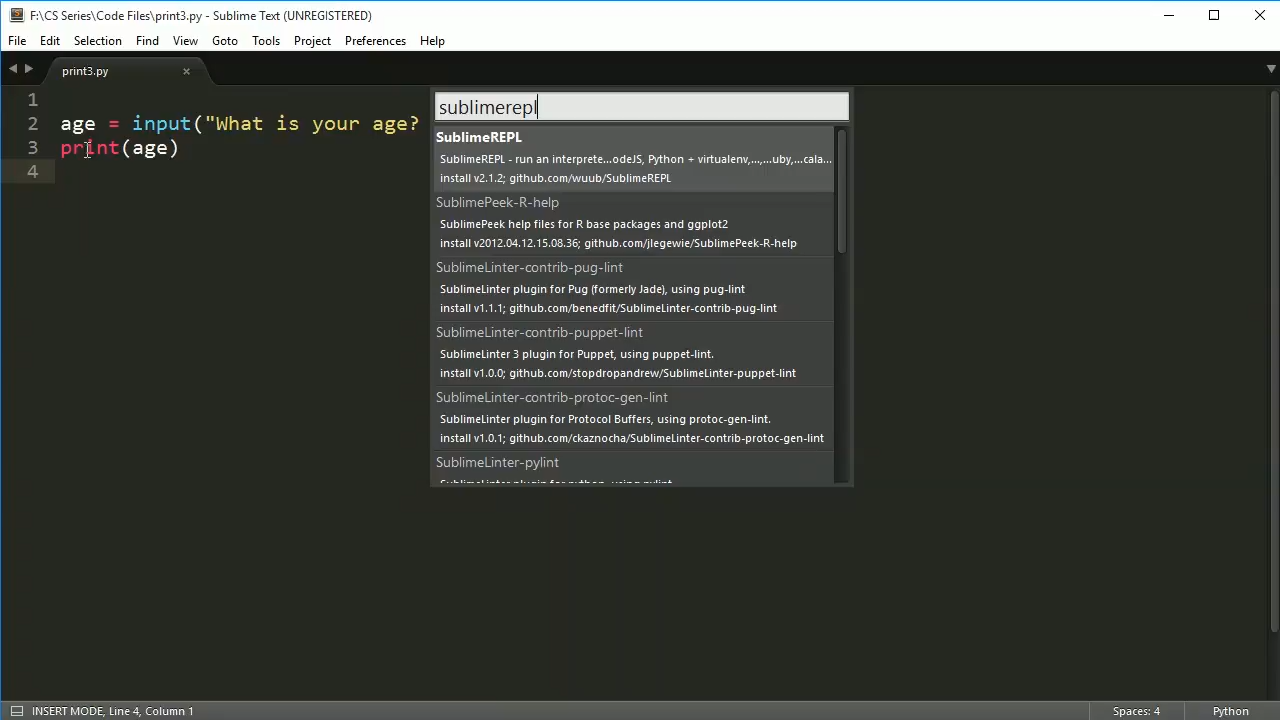 F:\CS Series\Code Files\print3.py - Sublime Text (UNREGISTERED)
File Edit Selection Find View Goto Tools Project Preferences Help
print3.py
sublimerepl
1
2 age = input("What is your age?
3 print(age)
4
SublimeREPL
SublimeREPL - run an interprete...odeJS, Python + virtualenv,...,...uby,...cala...
install v2.1.2; github.com/wuub/SublimeREPL
SublimePeek-R-help
SublimePeek help files for R base packages and ggplot2
install v2012.04.12.15.08.36; github.com/jlegewie/SublimePeek-R-help
SublimeLinter-contrib-pug-lint
SublimeLinter plugin for Pug (formerly Jade), using pug-lint
install v1.1.1; github.com/benedfit/SublimeLinter-contrib-pug-lint
SublimeLinter-contrib-puppet-lint
SublimeLinter 3 plugin for Puppet, using puppet-lint.
install v1.0.0; github.com/stopdropandrew/SublimeLinter-puppet-lint
SublimeLinter-contrib-protoc-gen-lint
SublimeLinter plugin for Protocol Buffers, using protoc-gen-lint.
install v1.0.1; github.com/ckaznocha/SublimeLinter-contrib-protoc-gen-lint
SublimeLinter-pylint
SublimeLinter plugin for python, using pylint.
INSERT MODE, Line 4, Column 1
Spaces: 4
Python